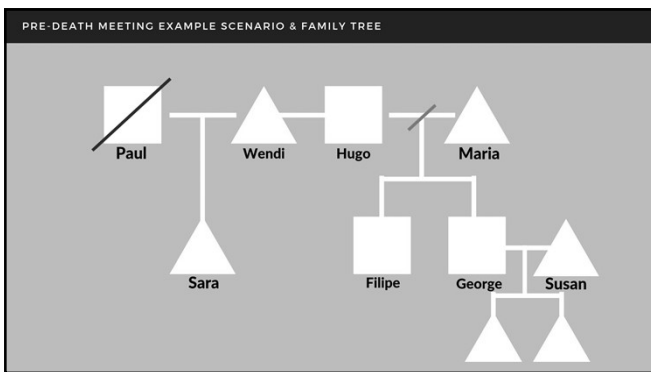 PRE-DEATH MEETING EXAMPLE SCENARIO & FAMILY TREE
Paul
Wendi
Hugo
Maria
Sara
Filipe
George
Susan